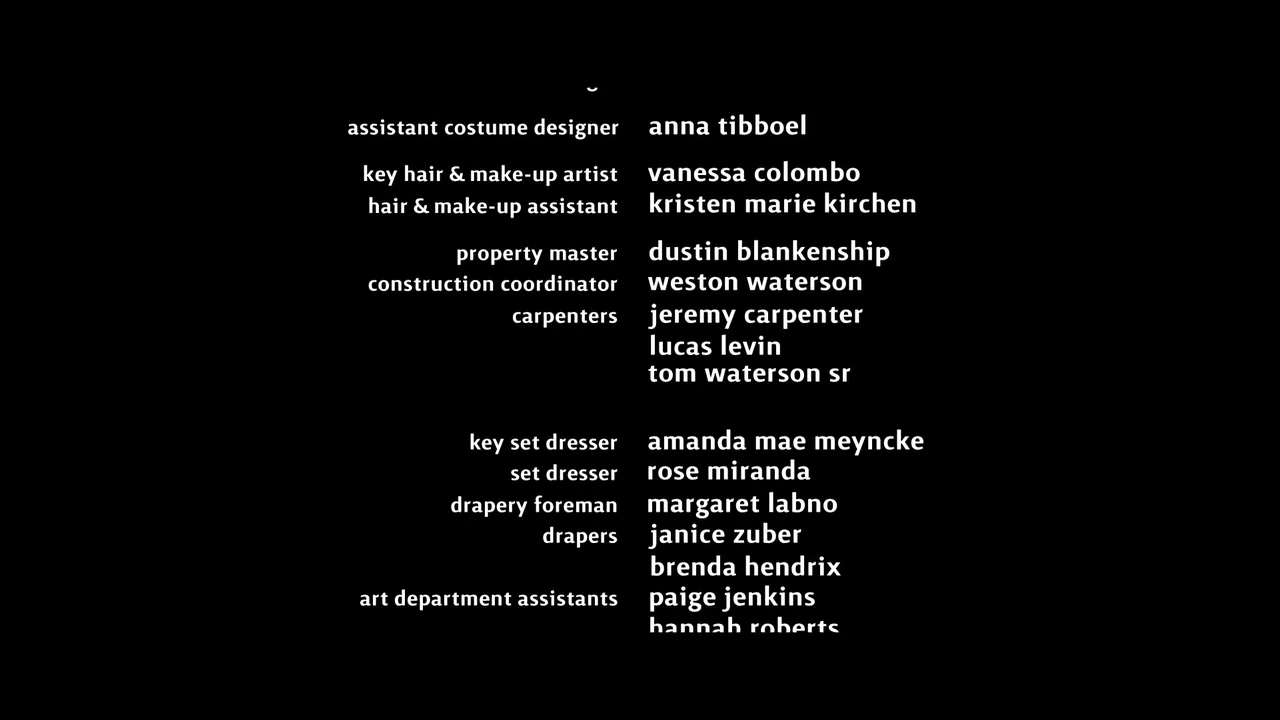 assistant costume designer anna tibboel
key hair & make-up artist vanessa colombo
hair & make-up assistant kristen marie kirchen
property master dustin blankenship
construction coordinator weston waterson
carpenters jeremy carpenter
lucas levin
tom waterson sr
key set dresser amanda mae meyncke
set dresser rose miranda
drapery foreman margaret labno
drapers janice zuber
brenda hendrix
art department assistants paige jenkins
hannah roberts